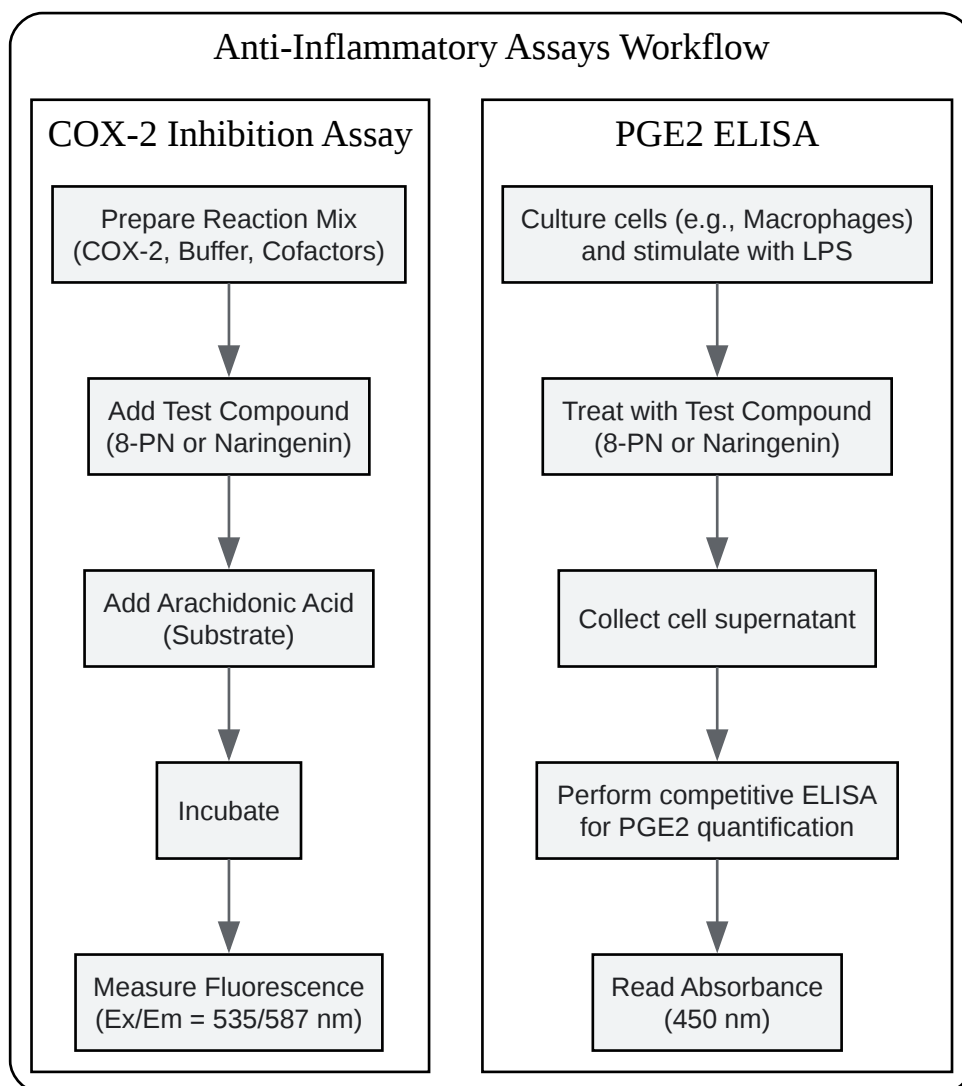 Anti-Inflammatory Assays Workflow
COX-2 Inhibition Assay
Prepare Reaction Mix
(COX-2, Buffer, Cofactors)
Add Test Compound
(8-PN or Naringenin)
Add Arachidonic Acid
(Substrate)
Incubate
Measure Fluorescence
(Ex/Em = 535/587 nm)
PGE2 ELISA
Culture cells (e.g., Macrophages)
and stimulate with LPS
Treat with Test Compound
(8-PN or Naringenin)
Collect cell supernatant
Perform competitive ELISA
for PGE2 quantification
Read Absorbance
(450 nm)